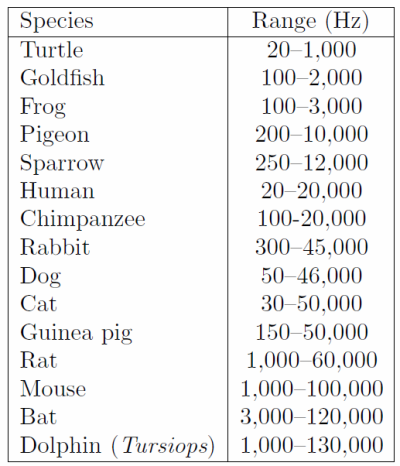 Species Range (Hz)
Turtle 20–1,000
Goldfish 100–2,000
Frog 100–3,000
Pigeon 200–10,000
Sparrow 250–12,000
Human 20–20,000
Chimpanzee 100-20,000
Rabbit 300–45,000
Dog 50–46,000
Cat 30–50,000
Guinea pig 150–50,000
Rat 1,000–60,000
Mouse 1,000–100,000
Bat 3,000–120,000
Dolphin (Tursiops) 1,000–130,000